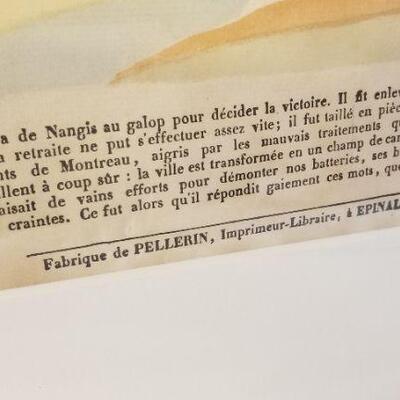 a de Nangis au galop pour décider la victoire. Il fit enlev
a retraite ne put s'effectuer assez vite; il fut taillé en pièc
nts de Montreau, aigris par les mauvais traitements qu
llent à coup sûr : la ville est transformée en un champ de car
aisait de vains efforts pour démonter nos batteries, ses b
craintes. Ce fut alors qu'il répondit gaiement ces mots, que
Fabrique de PELLERIN, Imprimeur-Libraire, à EPINAL